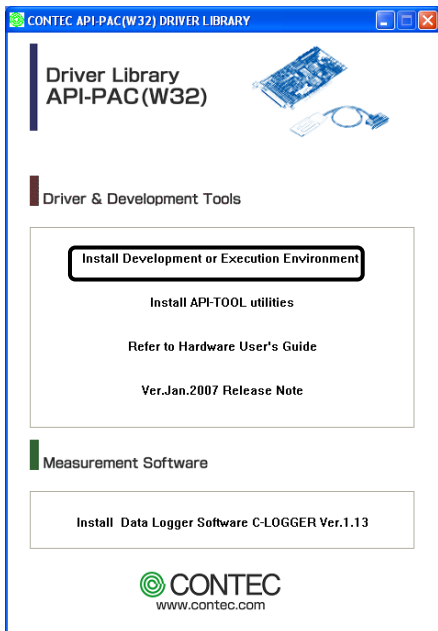 CONTEC API-PAC(W32) DRIVER LIBRARY
Driver Library
API-PAC(W32)
Driver & Development Tools
Install Development or Execution Environment
Install API-TOOL utilities
Refer to Hardware User's Guide
Ver.Jan.2007 Release Note
Measurement Software
Install Data Logger Software C-LOGGER Ver.1.13
CONTEC
www.contec.com